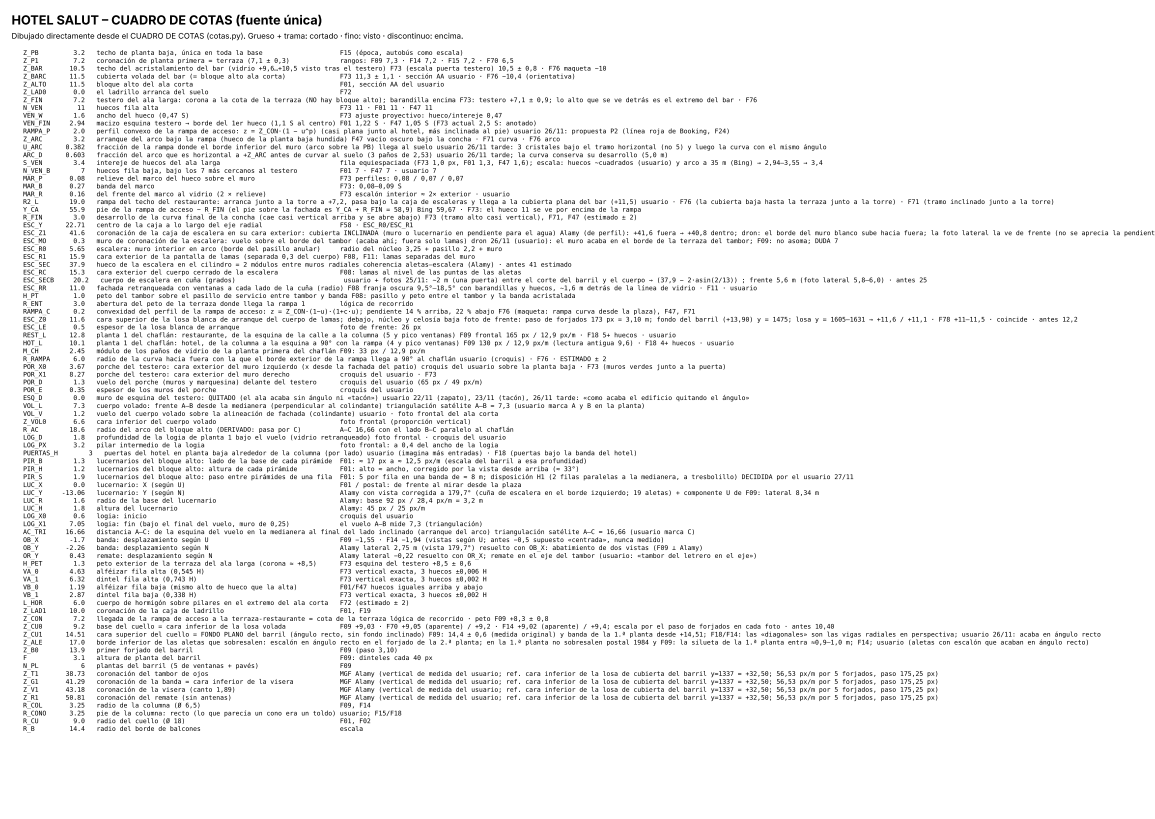 HOTEL SALUT – CUADRO DE COTAS (fuente única)
Dibujado directamente desde el CUADRO DE COTAS (cotas.py). Grueso + trama: cortado · fino: visto · discontinuo: encima.
Z_PB 3.2 techo de planta baja, única en toda la base F15 (época, autobús como escala)
Z_P1 7.2 coronación de planta primera = terraza (7,1 ± 0,3) rangos: F09 7,3 · F14 7,2 · F15 7,2 · F70 6,5
Z_BAR 10.5 techo del acristalamiento del bar (vidrio +9,6…+10,5 visto tras el testero) F73 (escala puerta testero) 10,5 ± 0,8 · F76 maqueta ~10
Z_BARC 11.5 cubierta volada del bar (= bloque alto ala corta) F73 11,3 ± 1,1 · sección AA usuario · F76 ~10,4 (orientativa)
Z_ALTO 11.5 bloque alto del ala corta F01, sección AA del usuario
Z_LAD0 0.0 el ladrillo arranca del suelo F72
Z_FIN 7.2 testero del ala larga: corona a la cota de la terraza (NO hay bloque alto); barandilla encima F73: testero +7,1 ± 0,9; lo alto que se ve detrás es el extremo del bar · F76
N_VEN 11 huecos fila alta F73 11 · F01 11 · F47 11
VEN_W 1.6 ancho del hueco (0,47 S) F73 ajuste proyectivo: hueco/intereje 0,47
VEN_FIN 2.94 macizo esquina testero → borde del 1er hueco (1,1 S al centro) F01 1,22 S · F47 1,05 S (F73 actual 2,5 S: anotado)
RAMPA_P 2.0 perfil convexo de la rampa de acceso: z = Z_CON·(1 − u^p) (casi plana junto al hotel, más inclinada al pie) usuario 26/11: propuesta P2 (línea roja de Booking, F24)
Z_ARC 3.2 arranque del arco bajo la rampa (hueco de la planta baja hundida) F47 vacío oscuro bajo la concha · F71 curva · F76 arco
U_ARC 0.382 fracción de la rampa donde el borde inferior del muro (arco sobre la PB) llega al suelo usuario 26/11 tarde: 3 cristales bajo el tramo horizontal (no 5) y luego la curva con el mismo ángulo
ARC_D 0.603 fracción del arco que es horizontal a +Z_ARC antes de curvar al suelo (3 paños de 2,53) usuario 26/11 tarde; la curva conserva su desarrollo (5,0 m)
S_VEN 3.4 intereje de huecos del ala larga fila equiespaciada (F73 1,0 px, F01 1,3, F47 1,6); escala: huecos ~cuadrados (usuario) y arco a 35 m (Bing) → 2,94–3,55 → 3,4
N_VEN_B 7 huecos fila baja, bajo los 7 más cercanos al testero F01 7 · F47 7 · usuario
MAR_P 0.08 relieve del marco del hueco sobre el muro F73 perfiles: 0,08 / 0,07 / 0,07
MAR_B 0.27 banda del marco F73: 0,08–0,09 S
MAR_R 0.16 del frente del marco al vidrio (2 × relieve) F73 escalón interior ≈ 2× exterior · usuario
R2_L 19.0 rampa del techo del restaurante: arranca junto a la torre a +7,2, pasa bajo la caja de escaleras y llega a la cubierta plana del bar (+11,5) usuario · F76 (la cubierta baja hasta la terraza junto a la torre) · F71 (tramo inclinado junto a la torre)
Y_CA 55.9 pie de la rampa de acceso − R_FIN (el pie sobre la fachada es Y_CA + R_FIN = 58,9) Bing 59,67 · F73: el hueco 11 se ve por encima de la rampa
R_FIN 3.0 desarrollo de la curva final de la concha (cae casi vertical arriba y se abre abajo) F73 (tramo casi vertical), F71, F47 (estimado ± 2)
ESC_Y 22.71 centro de la caja a lo largo del eje radial F58 · ESC_R0/ESC_R1
ESC_Z1 41.6 coronación de la caja de escalera en su cara exterior: cubierta INCLINADA (muro o lucernario en pendiente para el agua) Alamy (de perfil): +41,6 fuera → +40,8 dentro; dron: el borde del muro blanco sube hacia fuera; la foto lateral la ve de frente (no se aprecia la pendient
ESC_MO 0.3 muro de coronación de la escalera: vuelo sobre el borde del tambor (acaba ahí; fuera solo lamas) dron 26/11 (usuario): el muro acaba en el borde de la terraza del tambor; F09: no asoma; DUDA 7
ESC_R0 5.65 escalera: muro interior en arco (borde del pasillo anular) radio del núcleo 3,25 + pasillo 2,2 + muro
ESC_R1 15.9 cara exterior de la pantalla de lamas (separada 0,3 del cuerpo) F08, F11: lamas separadas del muro
ESC_SEC 37.9 hueco de la escalera en el cilindro = 2 módulos entre muros radiales coherencia aletas–escalera (Alamy) · antes 41 estimado
ESC_RC 15.3 cara exterior del cuerpo cerrado de la escalera F08: lamas al nivel de las puntas de las aletas
ESC_SECB 20.2 cuerpo de escalera en cuña (grados) usuario + fotos 25/11: ~2 m (una puerta) entre el corte del barril y el cuerpo → (37,9 − 2·asin(2/13)) ; frente 5,6 m (foto lateral 5,8–6,0) · antes 25
ESC_RR 11.0 fachada retranqueada con ventanas a cada lado de la cuña (radio) F08 franja oscura 9,5°–18,5° con barandillas y huecos, ~1,6 m detrás de la línea de vidrio · F11 · usuario
H_PT 1.0 peto del tambor sobre el pasillo de servicio entre tambor y banda F08: pasillo y peto entre el tambor y la banda acristalada
R_ENT 3.0 abertura del peto de la terraza donde llega la rampa 1 lógica de recorrido
RAMPA_C 0.2 convexidad del perfil de la rampa de acceso: z = Z_CON·(1−u)·(1+c·u); pendiente 14 % arriba, 22 % abajo F76 (maqueta: rampa curva desde la plaza), F47, F71
ESC_Z0 11.6 cara superior de la losa blanca de arranque del cuerpo de lamas; debajo, núcleo y celosía baja foto de frente: paso de forjados 173 px = 3,10 m; fondo del barril (+13,90) y = 1475; losa y = 1605–1631 → +11,6 / +11,1 · F78 +11–11,5 · coincide · antes 12,2
ESC_LE 0.5 espesor de la losa blanca de arranque foto de frente: 26 px
REST_L 12.8 planta 1 del chaflán: restaurante, de la esquina de la calle a la columna (5 y pico ventanas) F09 frontal 165 px / 12,9 px/m · F18 5+ huecos · usuario
HOT_L 10.1 planta 1 del chaflán: hotel, de la columna a la esquina a 90° con la rampa (4 y pico ventanas) F09 130 px / 12,9 px/m (lectura antigua 9,6) · F18 4+ huecos · usuario
M_CH 2.45 módulo de los paños de vidrio de la planta primera del chaflán F09: 33 px / 12,9 px/m
R_RAMPA 6.0 radio de la curva hacia fuera con la que el borde exterior de la rampa llega a 90° al chaflán usuario (croquis) · F76 · ESTIMADO ± 2
POR_X0 3.67 porche del testero: cara exterior del muro izquierdo (x desde la fachada del patio) croquis del usuario sobre la planta baja · F73 (muros verdes junto a la puerta)
POR_X1 8.27 porche del testero: cara exterior del muro derecho croquis del usuario · F73
POR_D 1.3 vuelo del porche (muros y marquesina) delante del testero croquis del usuario (65 px / 49 px/m)
POR_E 0.35 espesor de los muros del porche croquis del usuario
ESQ_D 0.0 muro de esquina del testero: QUITADO (el ala acaba sin ángulo ni «tacón») usuario 22/11 (zapato), 23/11 (tacón), 26/11 tarde: «como acaba el edificio quitando el ángulo»
VOL_L 7.3 cuerpo volado: frente A–B desde la medianera (perpendicular al colindante) triangulación satélite A–B = 7,3 (usuario marca A y B en la planta)
VOL_V 1.2 vuelo del cuerpo volado sobre la alineación de fachada (colindante) usuario · foto frontal del ala corta
Z_VOL0 6.6 cara inferior del cuerpo volado foto frontal (proporción vertical)
R_AC 18.6 radio del arco del bloque alto (DERIVADO: pasa por C) A–C 16,66 con el lado B–C paralelo al chaflán
LOG_D 1.8 profundidad de la logia de planta 1 bajo el vuelo (vidrio retranqueado) foto frontal · croquis del usuario
LOG_PX 3.2 pilar intermedio de la logia foto frontal: a 0,4 del ancho de la logia
PUERTAS_H 3 puertas del hotel en planta baja alrededor de la columna (por lado) usuario (imagina más entradas) · F18 (puertas bajo la banda del hotel)
PIR_B 1.3 lucernarios del bloque alto: lado de la base de cada pirámide F01: ≈ 17 px a ≈ 12,5 px/m (escala del barril a esa profundidad)
PIR_H 1.2 lucernarios del bloque alto: altura de cada pirámide F01: alto ≈ ancho, corregido por la vista desde arriba (≈ 33°)
PIR_S 1.9 lucernarios del bloque alto: paso entre pirámides de una fila F01: 5 por fila en una banda de ≈ 8 m; disposición H1 (2 filas paralelas a la medianera, a tresbolillo) DECIDIDA por el usuario 27/11
LUC_X 0.0 lucernario: X (según U) F01 / postal: de frente al mirar desde la plaza
LUC_Y -13.06 lucernario: Y (según N) Alamy con vista corregida a 179,7° (cuña de escalera en el borde izquierdo; 19 aletas) + componente U de F09: lateral 8,34 m
LUC_R 1.6 radio de la base del lucernario Alamy: base 92 px / 28,4 px/m = 3,2 m
LUC_H 1.8 altura del lucernario Alamy: 45 px / 25 px/m
LOG_X0 0.6 logia: inicio croquis del usuario
LOG_X1 7.05 logia: fin (bajo el final del vuelo, muro de 0,25) el vuelo A–B mide 7,3 (triangulación)
AC_TRI 16.66 distancia A–C: de la esquina del vuelo en la medianera al final del lado inclinado (arranque del arco) triangulación satélite A–C = 16,66 (usuario marca C)
OB_X -1.7 banda: desplazamiento según U F09 −1,55 · F14 −1,94 (vistas según U; antes −0,5 supuesto «centrada», nunca medido)
OB_Y -2.26 banda: desplazamiento según N Alamy lateral 2,75 m (vista 179,7°) resuelto con OB_X: abatimiento de dos vistas (F09 ⊥ Alamy)
OR_Y 0.43 remate: desplazamiento según N Alamy lateral −0,22 resuelto con OR_X; remate en el eje del tambor (usuario: «tambor del letrero en el eje»)
H_PET 1.3 peto exterior de la terraza del ala larga (corona ≈ +8,5) F73 esquina del testero +8,5 ± 0,6
VA_0 4.63 alféizar fila alta (0,545 H) F73 vertical exacta, 3 huecos ±0,006 H
VA_1 6.32 dintel fila alta (0,743 H) F73 vertical exacta, 3 huecos ±0,002 H
VB_0 1.19 alféizar fila baja (mismo alto de hueco que la alta) F01/F47 huecos iguales arriba y abajo
VB_1 2.87 dintel fila baja (0,338 H) F73 vertical exacta, 3 huecos ±0,002 H
L_HOR 6.0 cuerpo de hormigón sobre pilares en el extremo del ala corta F72 (estimado ± 2)
Z_LAD1 10.0 coronación de la caja de ladrillo F01, F19
Z_CON 7.2 llegada de la rampa de acceso a la terraza-concha = cota de la terraza lógica de recorrido · peto F09 +8,3 ± 0,8
Z_CU0 9.2 base del cuello = cara inferior de la losa volada F09 +9,03 · F70 +9,05 (aparente) / +9,2 · F14 +9,02 (aparente) / +9,4; escala por el paso de forjados en cada foto · antes 10,40
Z_CU1 14.51 cara superior del cuello = FONDO PLANO del barril (ángulo recto, sin fondo inclinado) F09: 14,4 ± 0,6 (medida original) y banda de la 1.ª planta desde +14,51; F18/F14: las «diagonales» son las vigas radiales en perspectiva; usuario 26/11: acaba en ángulo recto
Z_ALE 17.0 borde inferior de las aletas que sobresalen: escalón en ángulo recto en el forjado de la 2.ª planta; en la 1.ª planta no sobresalen postal 1984 y F09: la silueta de la 1.ª planta entra ≈0,9–1,0 m; F14; usuario (aletas con escalón que acaban en ángulo recto)
Z_B0 13.9 primer forjado del barril F09 (paso 3,10)
F 3.1 altura de planta del barril F09: dinteles cada 40 px
N_PL 6 plantas del barril (5 de ventanas + pavés) F09
Z_T1 38.73 coronación del tambor de ojos MGF Alamy (vertical de medida del usuario; ref. cara inferior de la losa de cubierta del barril y=1337 = +32,50; 56,53 px/m por 5 forjados, paso 175,25 px)
Z_G1 41.29 coronación de la banda = cara inferior de la visera MGF Alamy (vertical de medida del usuario; ref. cara inferior de la losa de cubierta del barril y=1337 = +32,50; 56,53 px/m por 5 forjados, paso 175,25 px)
Z_V1 43.18 coronación de la visera (canto 1,89) MGF Alamy (vertical de medida del usuario; ref. cara inferior de la losa de cubierta del barril y=1337 = +32,50; 56,53 px/m por 5 forjados, paso 175,25 px)
Z_R1 50.81 coronación del remate (sin antenas) MGF Alamy (vertical de medida del usuario; ref. cara inferior de la losa de cubierta del barril y=1337 = +32,50; 56,53 px/m por 5 forjados, paso 175,25 px)
R_COL 3.25 radio de la columna (Ø 6,5) F09, F14
R_CONO 3.25 pie de la columna: recto (lo que parecía un cono era un toldo) usuario; F15/F18
R_CU 9.0 radio del cuello (Ø 18) F01, F02
R_B 14.4 radio del borde de balcones escala